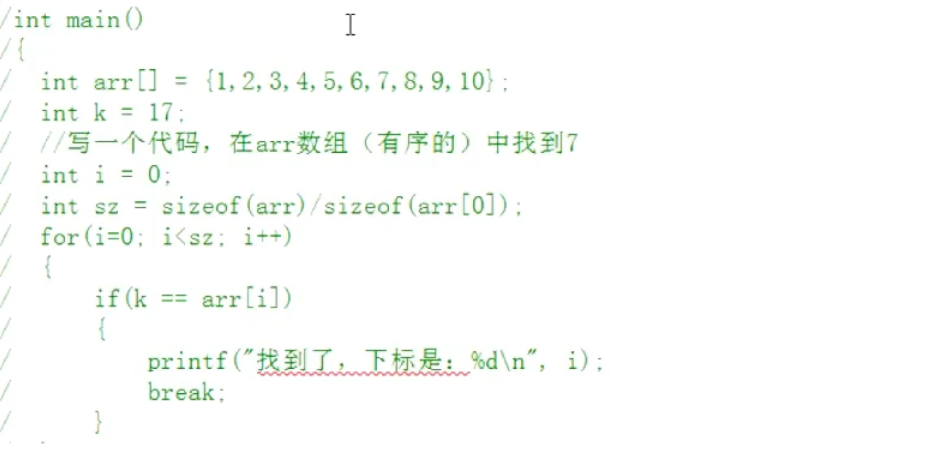 /int main()
/{
/ int arr[] = {1,2,3,4,5,6,7,8,9,10};
/ int k = 17;
/ //写一个代码，在arr数组（有序的）中找到7
/ int i = 0;
/ int sz = sizeof(arr)/sizeof(arr[0]);
/ for(i=0; i<sz; i++)
/ {
/ if(k == arr[i])
/ {
/ printf("找到了，下标是：%d\n", i);
/ break;
/ }